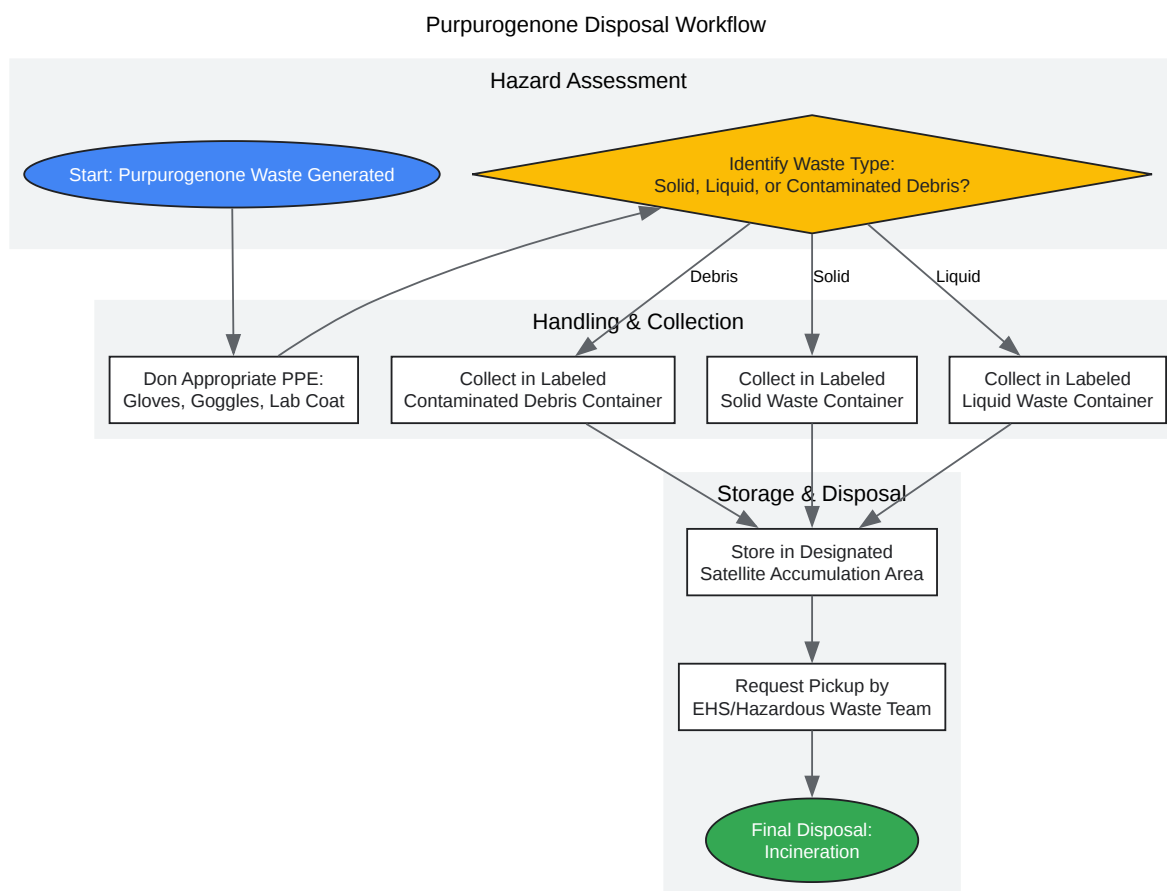 Purpurogenone Disposal Workflow
Hazard Assessment
Start: Purpurogenone Waste Generated
Identify Waste Type:
Solid, Liquid, or Contaminated Debris?
Debris
Solid
Liquid
Handling & Collection
Don Appropriate PPE:
Gloves, Goggles, Lab Coat
Collect in Labeled
Contaminated Debris Container
Collect in Labeled
Solid Waste Container
Collect in Labeled
Liquid Waste Container
Storage & Disposal
Store in Designated
Satellite Accumulation Area
Request Pickup by
EHS/Hazardous Waste Team
Final Disposal:
Incineration